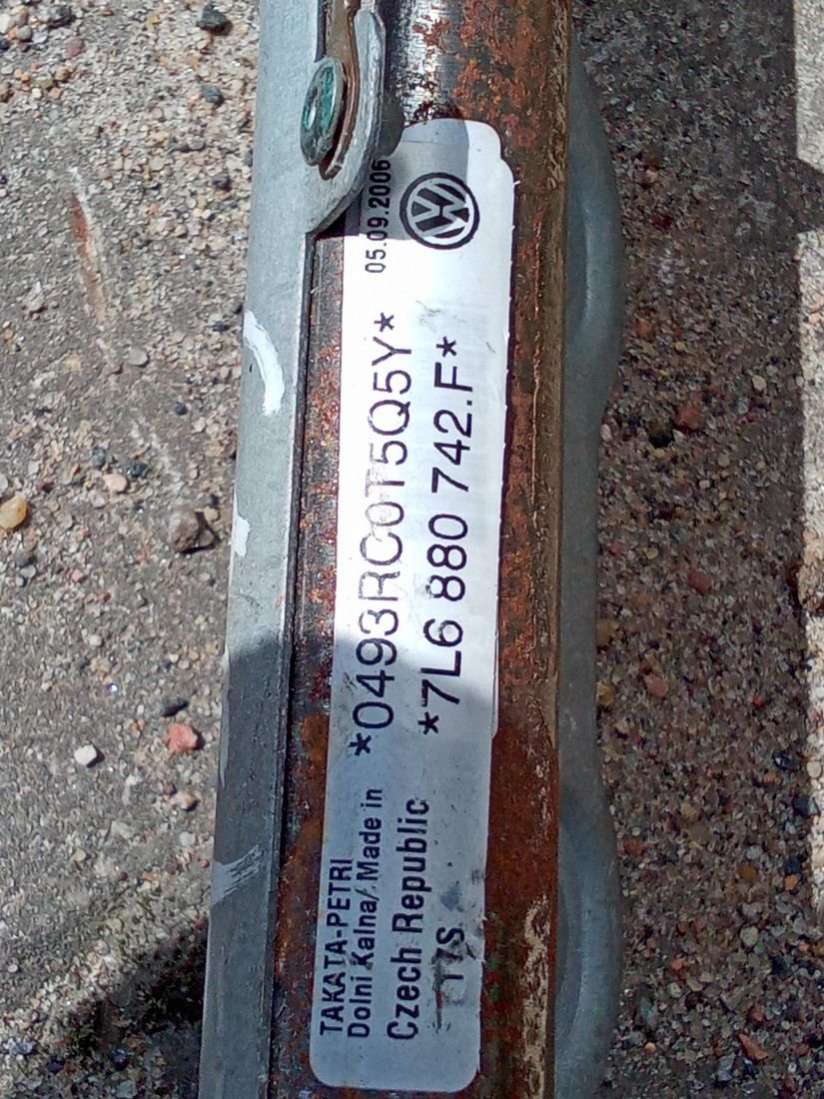 TAKATA-PETRI
Dolni Kalna/ Made in
Czech Republic
*0493RC0T5Q5Y*
*7L6 880 742.F*
05.09.2006